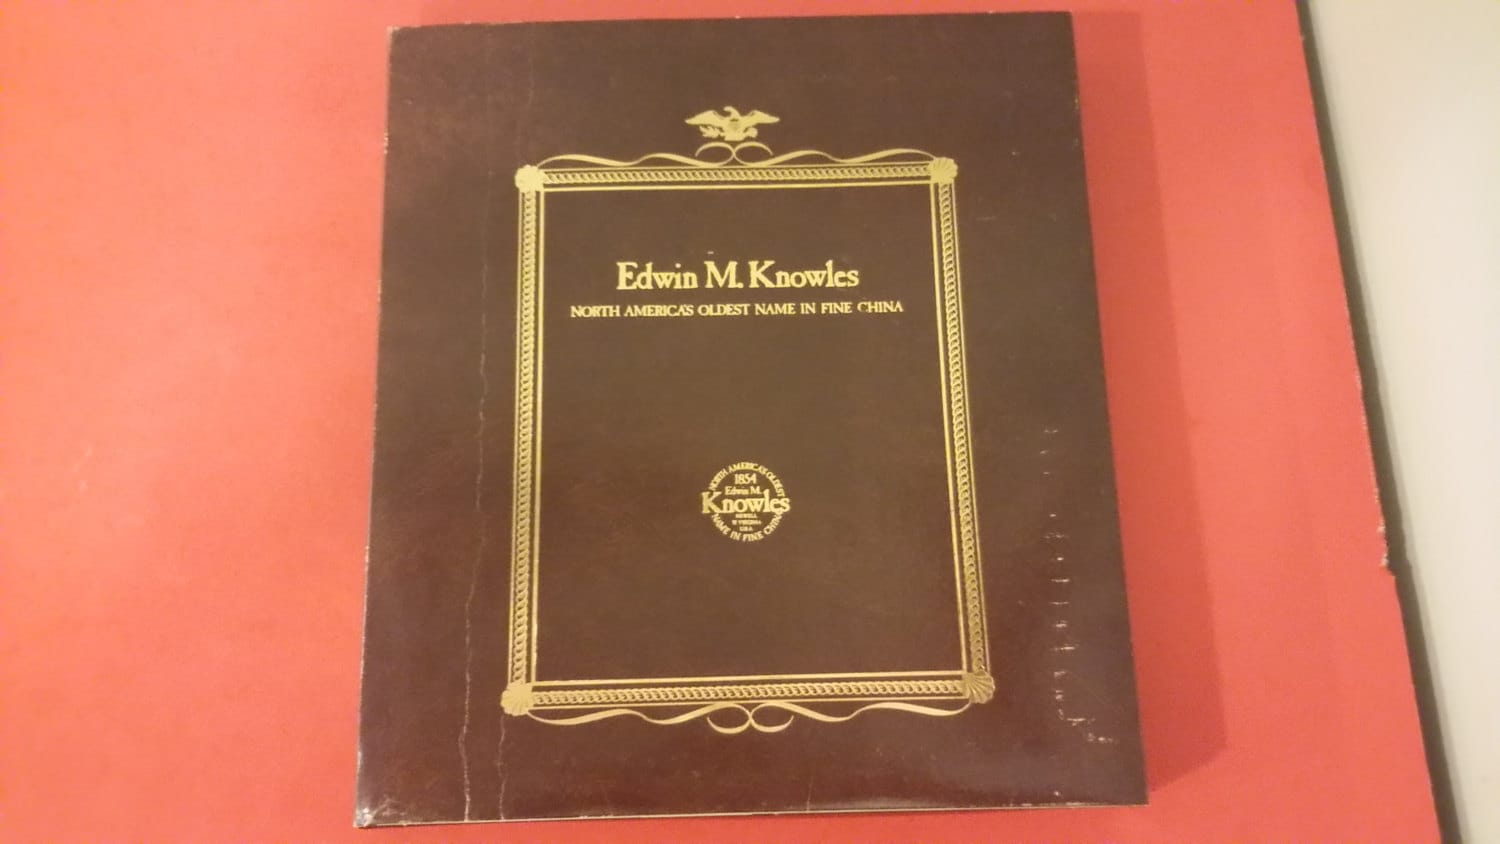 Edwin M. Knowles
NORTH AMERICA'S OLDEST NAME IN FINE CHINA
NORTH AMERICA'S OLDEST
1854
Edwin M.
Knowles
NEWELL
W VIRGINIA
U.S.A.
NAME IN FINE CHINA